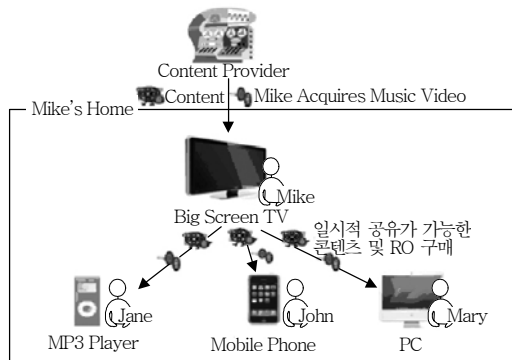 Content Provider
Content
Mike Acquires Music Video
Mike's Home
Mike
Big Screen TV
일시적 공유가 가능한
콘텐츠 및 RO 구매
Jane
John
Mary
MP3 Player
Mobile Phone
PC